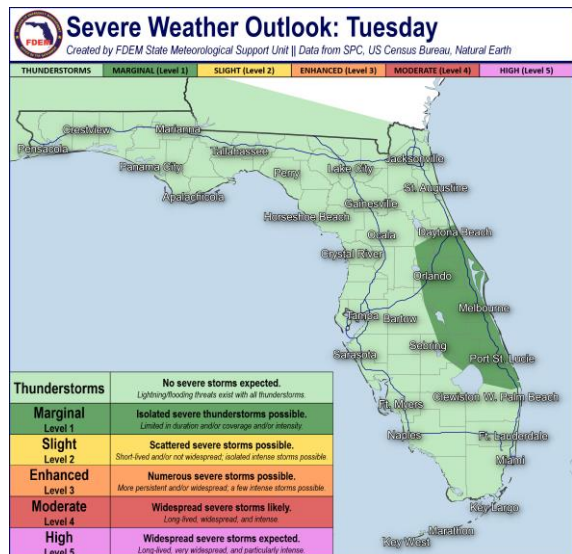 FDEM
Severe Weather Outlook: Tuesday
Created by FDEM State Meteorological Support Unit || Data from SPC, US Census Bureau, Natural Earth
THUNDERSTORMS MARGINAL (Level 1) SLIGHT (Level 2) ENHANCED (Level 3) MODERATE (Level 4) HIGH (Level 5)
Crestview
Marianna
Pensacola
Tallahassee
Jacksonville
Panama City
Perry
Lake City
Apalachicola
St. Augustine
Gainesville
Horseshoe Beach
Ocala
Daytona Beach
Crystal River
Orlando
Tampa
Bartow
Melbourne
Sebring
Sarasota
Port St. Lucie
Clewiston
W. Palm Beach
Ft. Myers
Naples
Ft. Lauderdale
Miami
Key Largo
Marathon
Key West
Thunderstorms
No severe storms expected.
Lightning/flooding threats exist with all thunderstorms.
Marginal
Level 1
Isolated severe thunderstorms possible.
Limited in duration and/or coverage and/or intensity.
Slight
Level 2
Scattered severe storms possible.
Short-lived and/or not widespread; isolated intense storms possible.
Enhanced
Level 3
Numerous severe storms possible.
More persistent and/or widespread; a few intense storms possible.
Moderate
Level 4
Widespread severe storms likely.
Long-lived, widespread, and intense
High
Level 5
Widespread severe storms expected.
Long-lived, very widespread, and particularly intense.